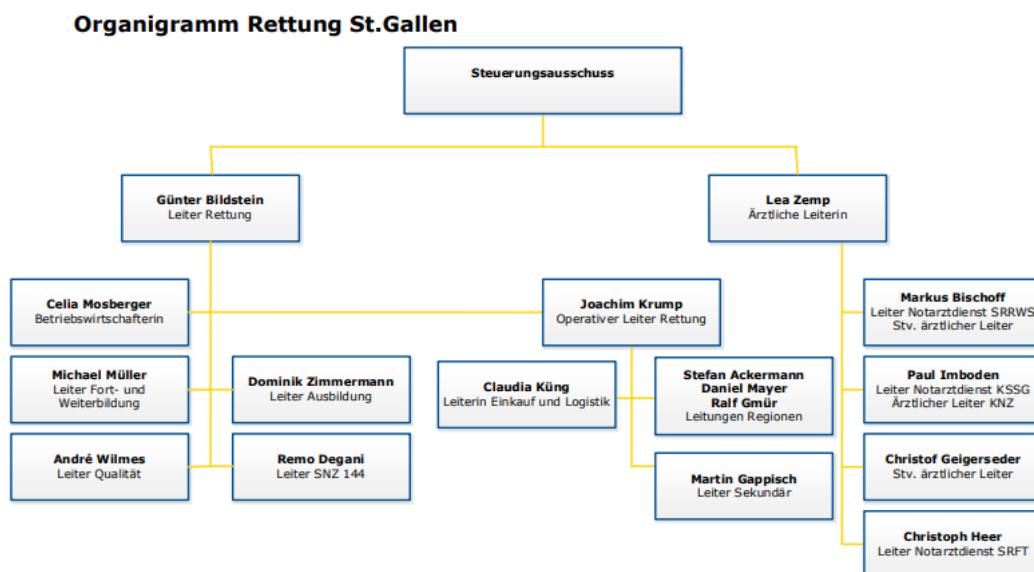 Organigramm Rettung St.Gallen
Steuerungsausschuss
Günter Bildstein
Leiter Rettung
Lea Zemp
Ärztliche Leiterin
Celia Mosberger
Betriebswirtschafterin
Joachim Krump
Operativer Leiter Rettung
Markus Bischoff
Leiter Notarztdienst SRRWS
Stv. ärztlicher Leiter
Michael Müller
Leiter Fort- und
Weiterbildung
Dominik Zimmermann
Leiter Ausbildung
Claudia Küng
Leiterin Einkauf und Logistik
Stefan Ackermann
Daniel Mayer
Ralf Gmür
Leitungen Regionen
Paul Imboden
Leiter Notarztdienst KSSG
Ärztlicher Leiter KNZ
André Wilmes
Leiter Qualität
Remo Degani
Leiter SNZ 144
Martin Gappisch
Leiter Sekundär
Christof Geigerseder
Stv. ärztlicher Leiter
Christoph Heer
Leiter Notarztdienst SRFT